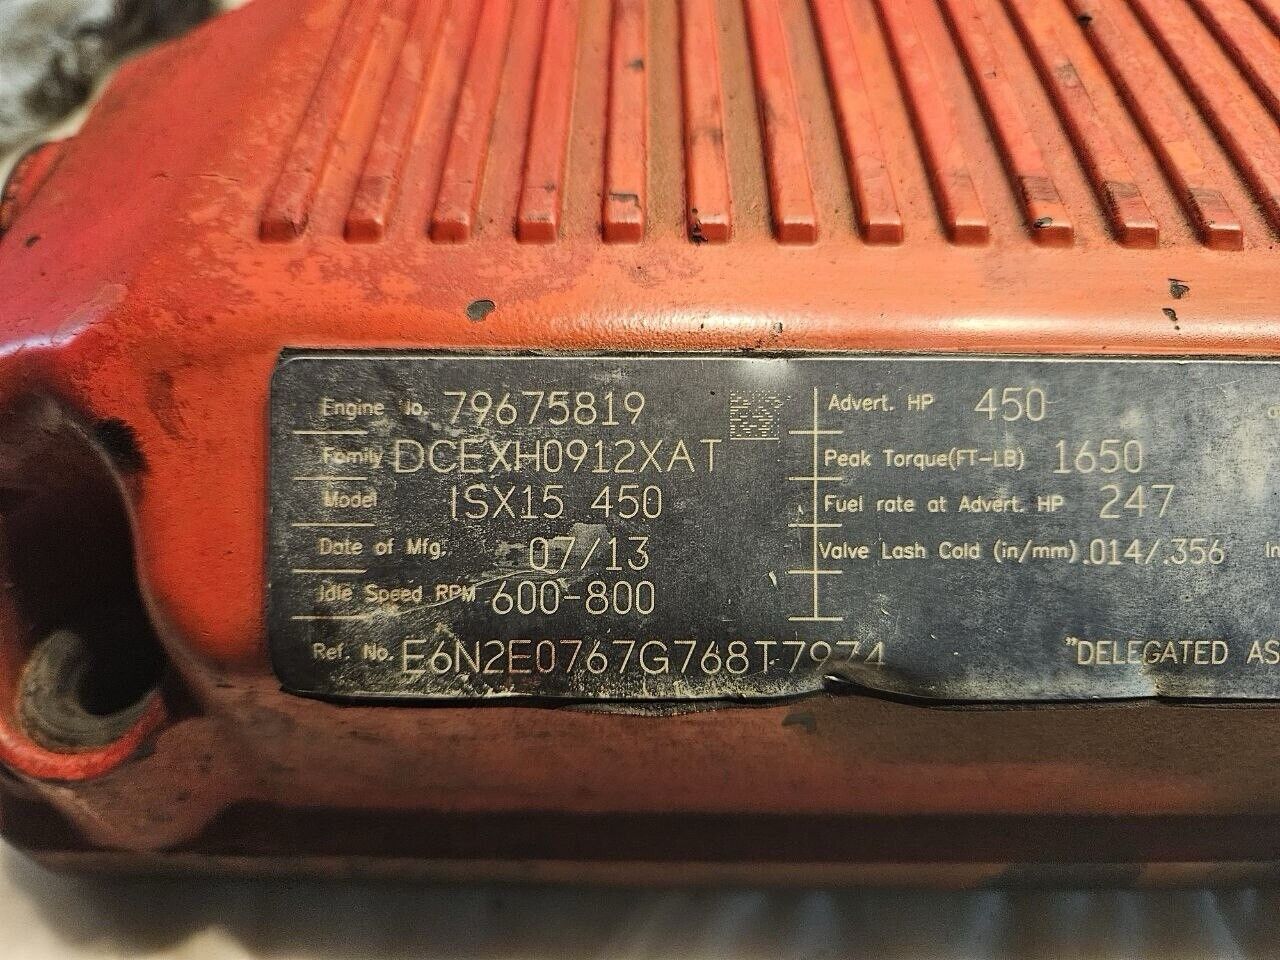 Engine No. 79675819
Family DCEXH0912XAT
Model ISX15 450
Date of Mfg. 07/13
Idle Speed RPM 600-800
Ref. No. E6N2E0767G768T7974
Advert. HP 450
Peak Torque(FT-LB) 1650
Fuel rate at Advert. HP 247
Valve Lash Cold (in/mm) .014/.356 In
"DELEGATED AS